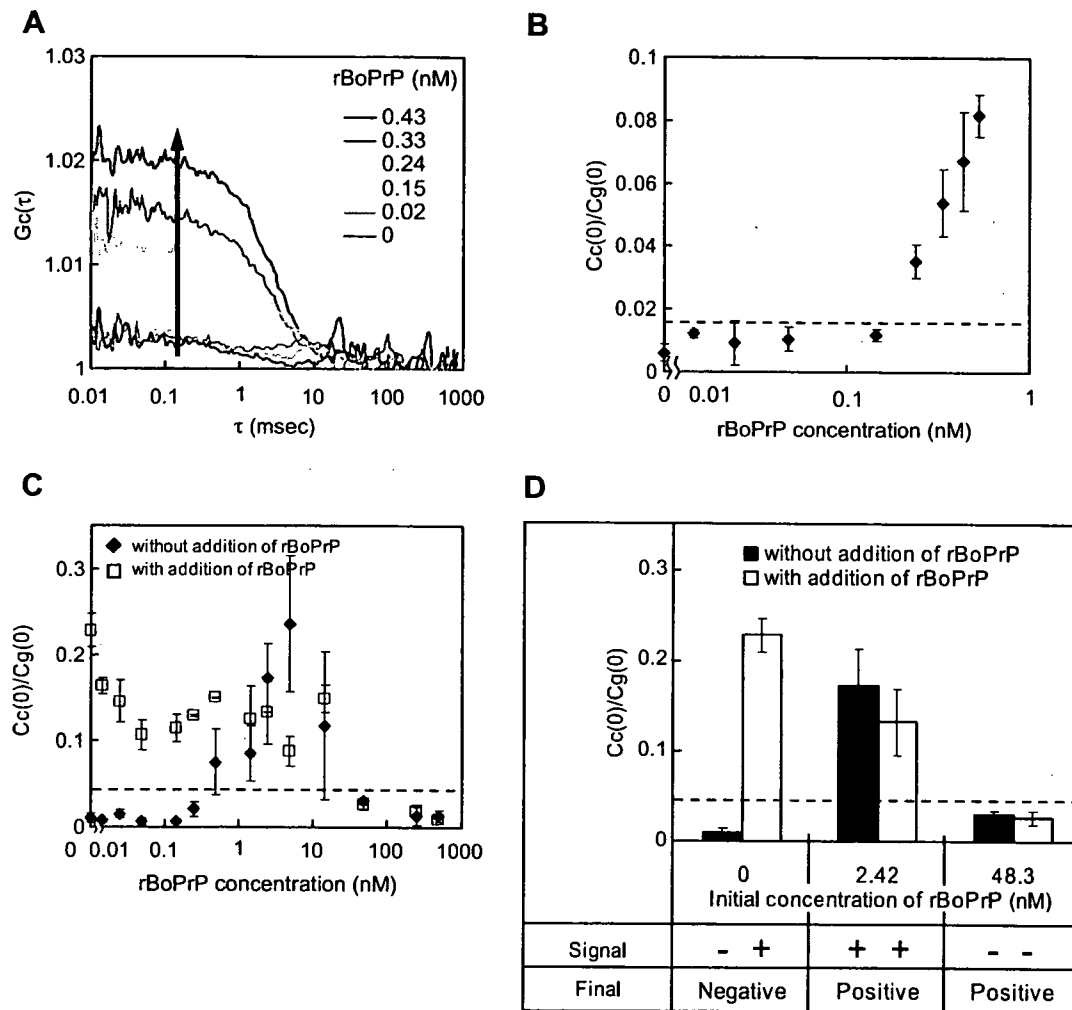 A
1.03
1.02
1.01
1
Gc(τ)
rBoPrP (nM)
0.43
0.33
0.24
0.15
0.02
0
0.01 0.1 1 10 100 1000
τ (msec)
B
0.1
0.08
0.06
0.04
0.02
0
Cc(0)/Cg(0)
0 0.01 0.1 1
rBoPrP concentration (nM)
C
0.3
0.2
0.1
0
Cc(0)/Cg(0)
without addition of rBoPrP
with addition of rBoPrP
0 0.01 0.1 1 10 100 1000
rBoPrP concentration (nM)
D
0.3
0.2
0.1
0
Cc(0)/Cg(0)
without addition of rBoPrP
with addition of rBoPrP
0 2.42 48.3
Initial concentration of rBoPrP (nM)
Signal - + + + - -
Final Negative Positive Positive